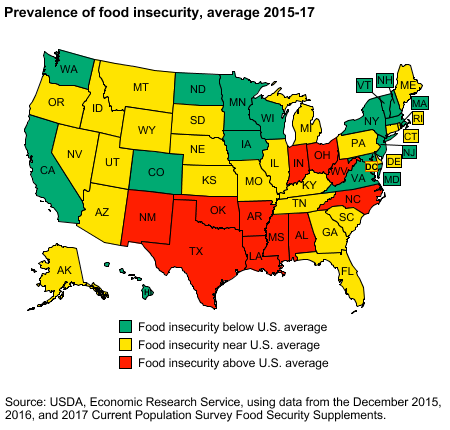 Prevalence of food insecurity, average 2015-17
WA
MT
ND
MN
VT
NH
ME
OR
ID
SD
WI
NY
MA
RI
WY
CT
NV
NE
IA
PA
NJ
UT
IL
IN
OH
MI
DE
CA
CO
KS
MO
WV
DC
MD
KY
VA
AZ
NM
OK
AR
TN
NC
SC
TX
LA
MS
AL
GA
AK
HI
FL
Food insecurity below U.S. average
Food insecurity near U.S. average
Food insecurity above U.S. average
Source: USDA, Economic Research Service, using data from the December 2015,
2016, and 2017 Current Population Survey Food Security Supplements.